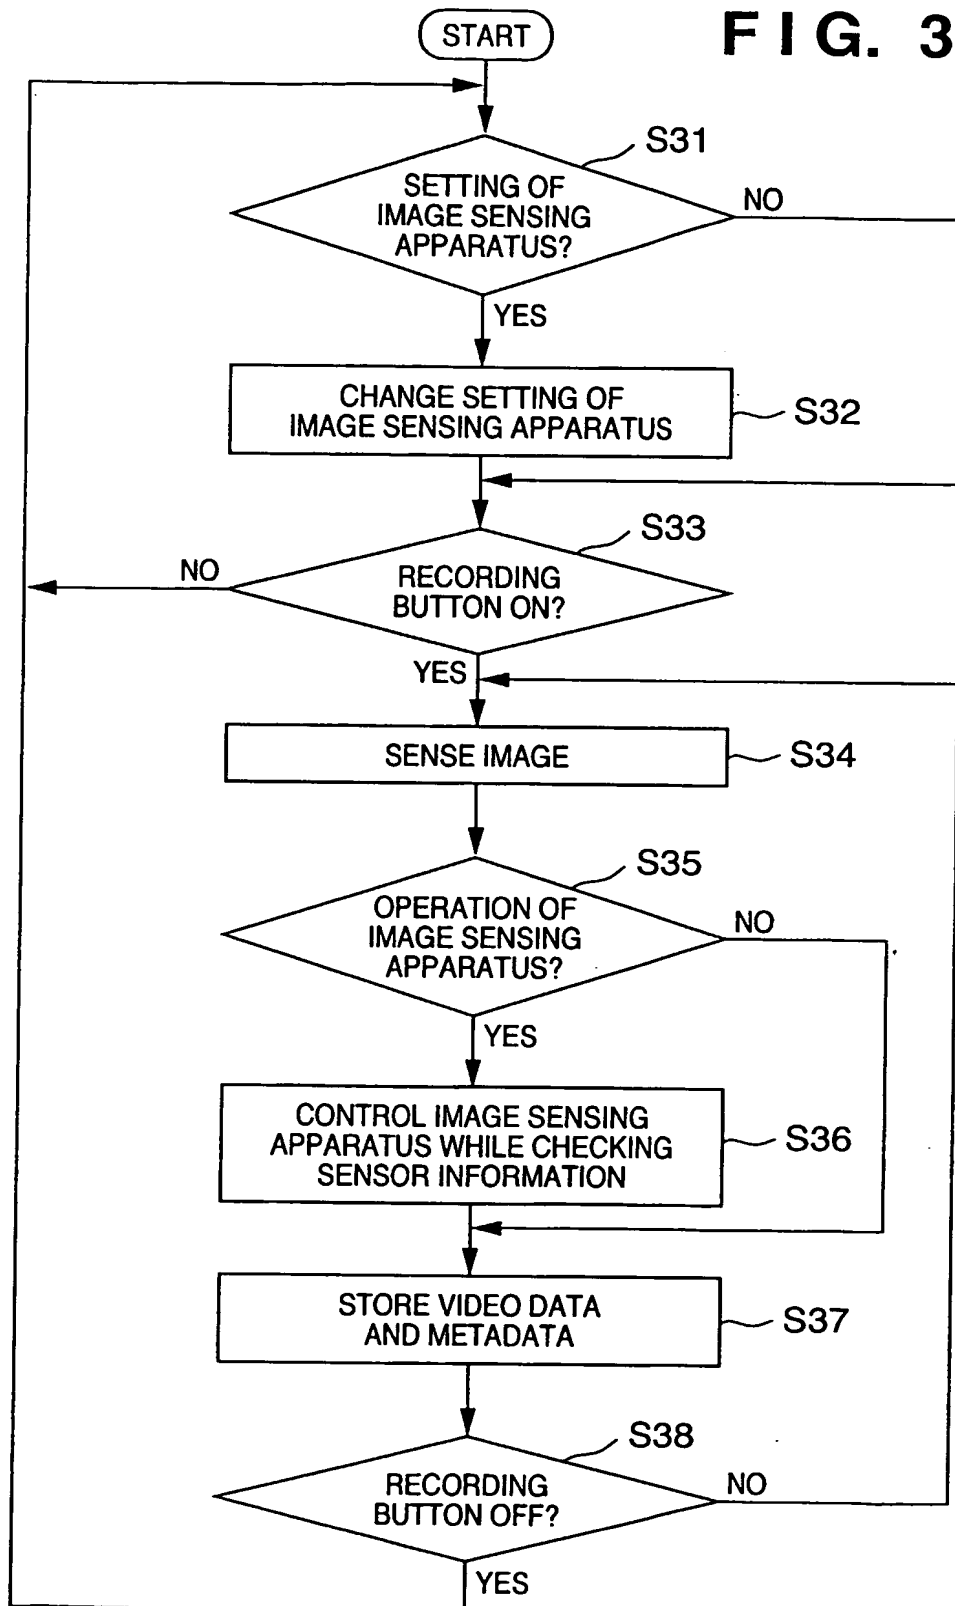 START
FIG. 3
S31
SETTING OF
IMAGE SENSING
APPARATUS?
NO
YES
CHANGE SETTING OF
IMAGE SENSING APPARATUS
S32
S33
NO
RECORDING
BUTTON ON?
YES
SENSE IMAGE
S34
S35
OPERATION OF
IMAGE SENSING
APPARATUS?
NO
YES
CONTROL IMAGE SENSING
APPARATUS WHILE CHECKING
SENSOR INFORMATION
S36
STORE VIDEO DATA
AND METADATA
S37
S38
RECORDING
BUTTON OFF?
NO
YES